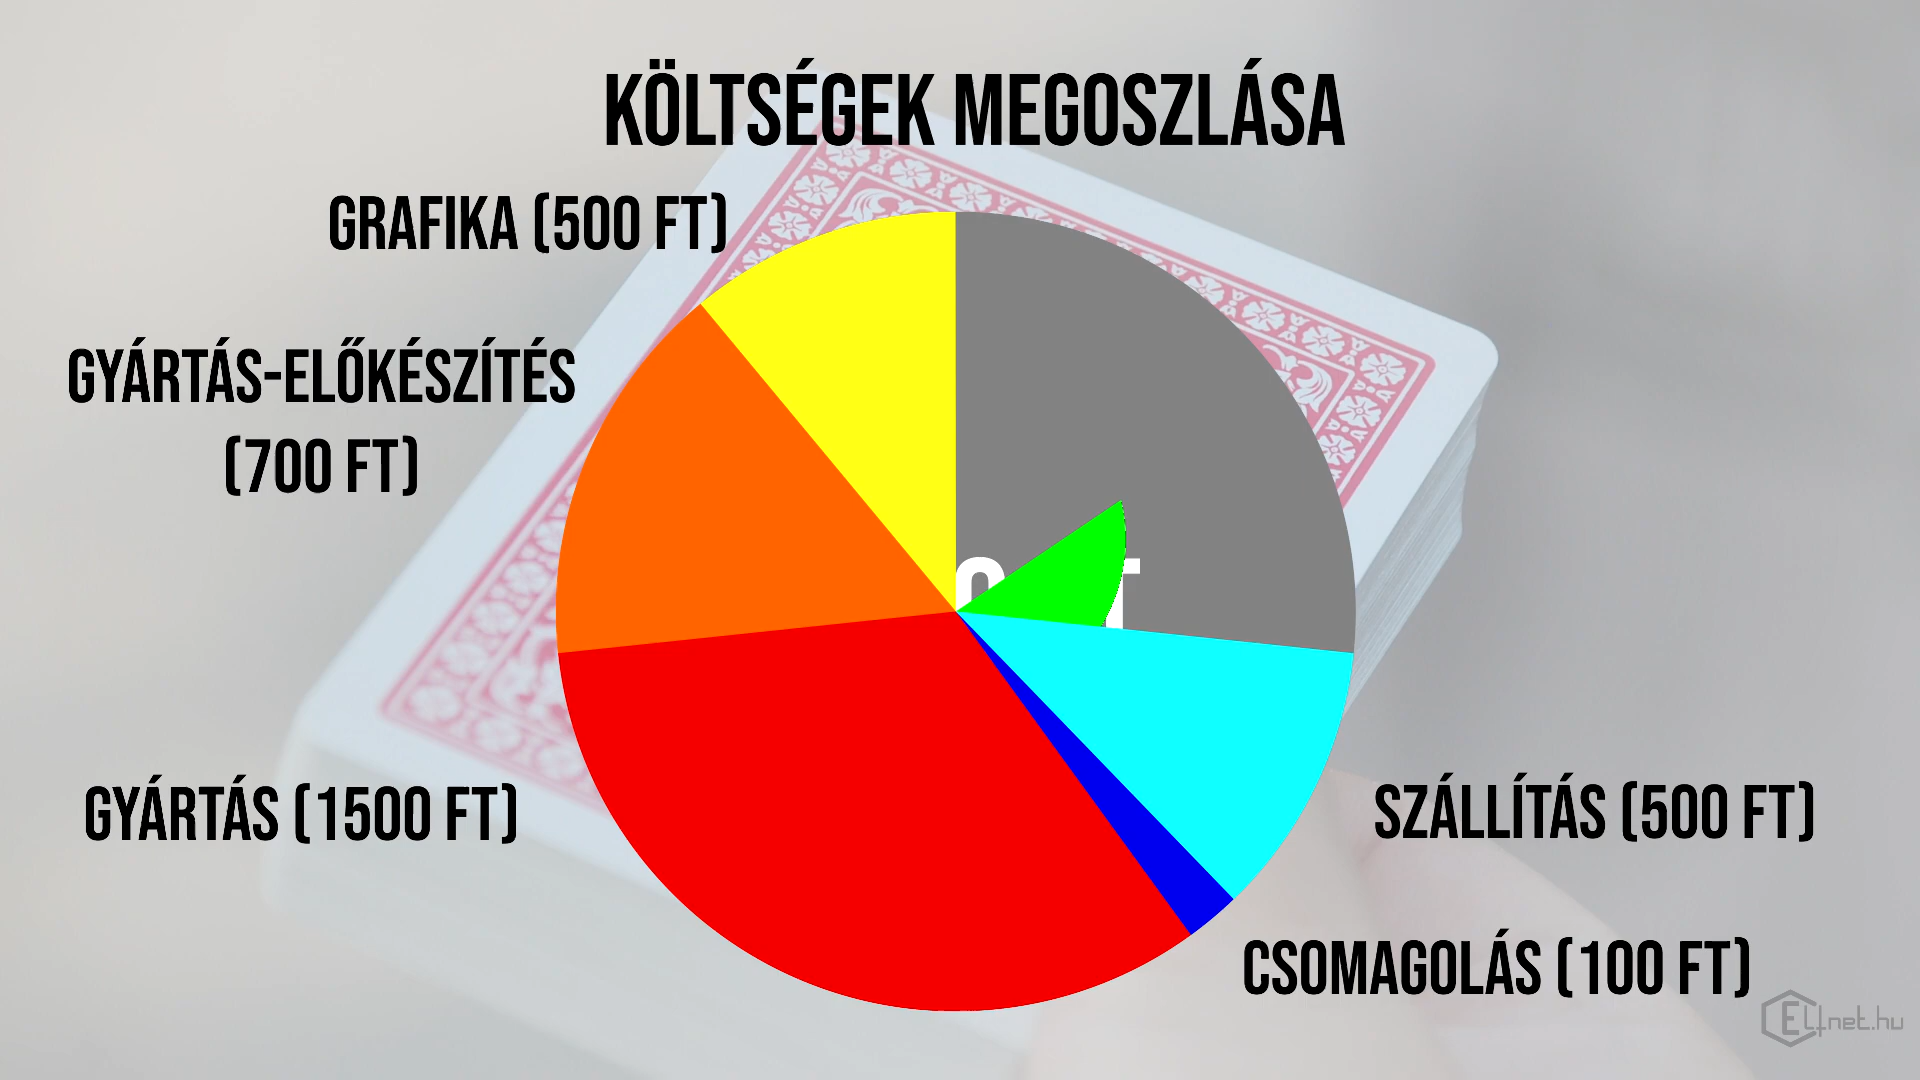 KÖLTSÉGEK MEGOSZLÁSA
GRAFIKA (500 FT)
GYÁRTÁS-ELŐKÉSZÍTÉS
(700 FT)
GYÁRTÁS (1500 FT)
SZÁLLÍTÁS (500 FT)
CSOMAGOLÁS (100 FT)
ELfnet.hu